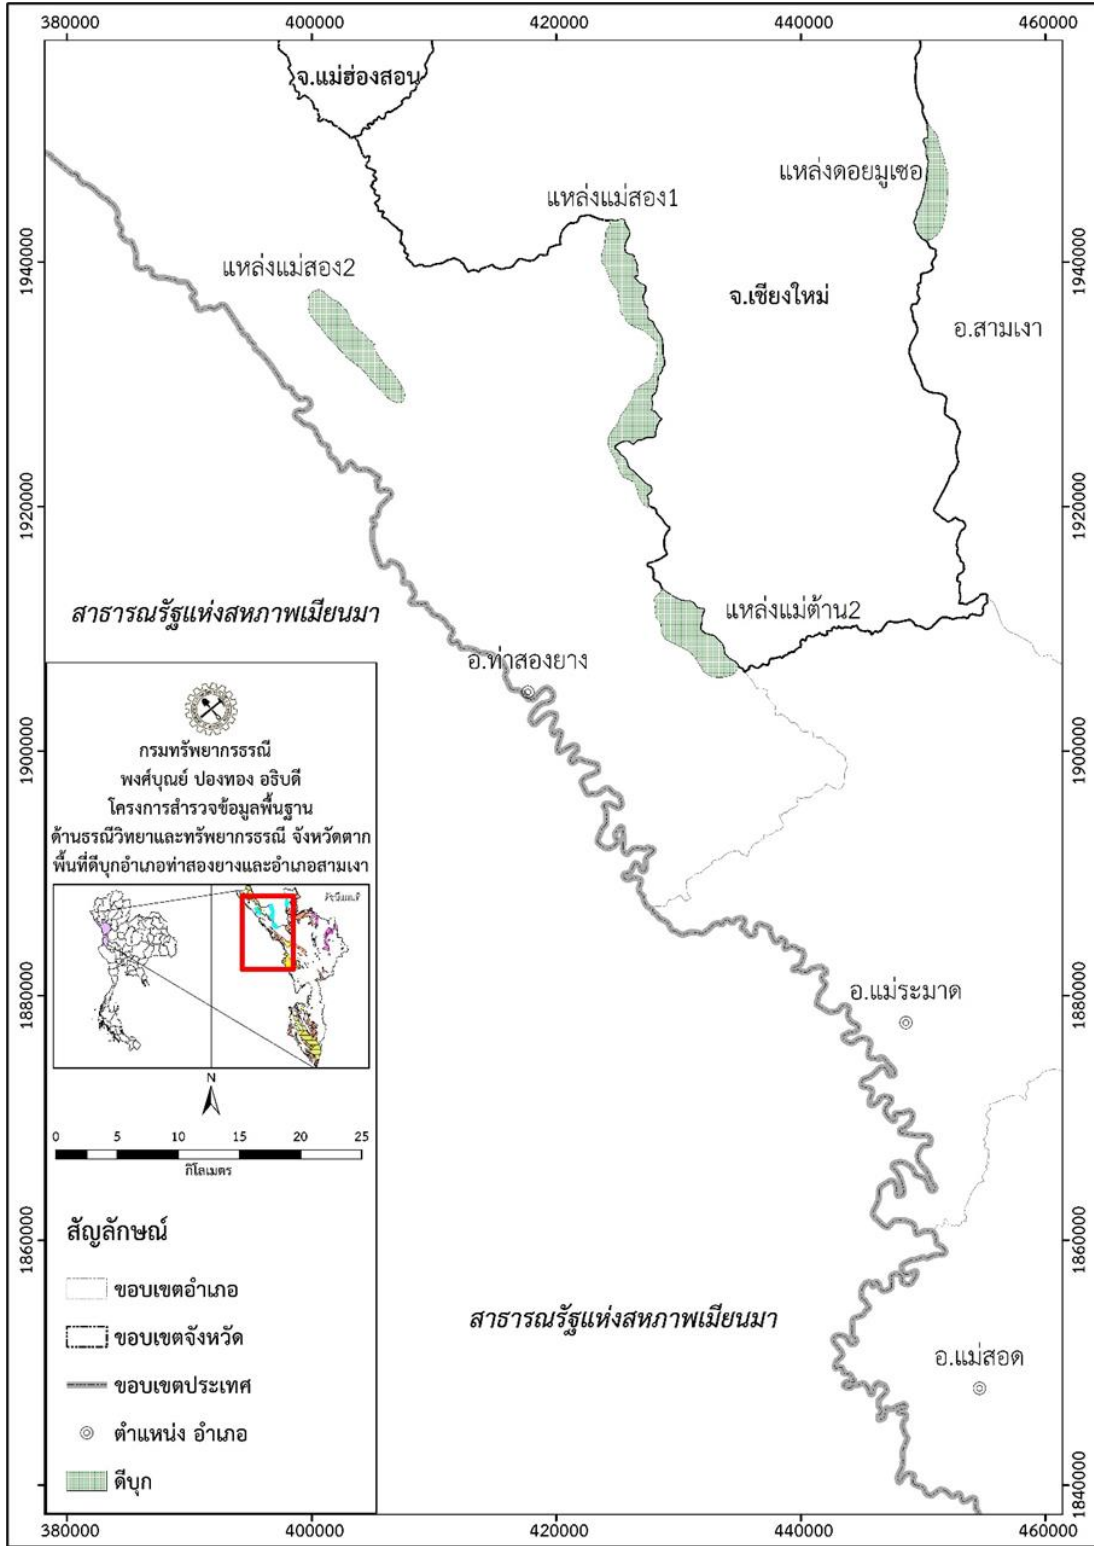 380000 400000 420000 440000 460000
จ.แม่ฮ่องสอน
แหล่งดอยมูเซอ
แหล่งแม่สอง1
แหล่งแม่สอง2
1940000 1940000
จ.เชียงใหม่
อ.สามเงา
1920000 1920000
สาธารณรัฐแห่งสหภาพเมียนมา
แหล่งแม่ต้าน2
อ.ท่าสองยาง
1900000 1900000
กรมทรัพยากรธรณี
พงศ์บุณย์ ปองทอง อธิบดี
โครงการสำรวจข้อมูลพื้นฐาน
ด้านธรณีวิทยาและทรัพยากรธรณี จังหวัดตาก
พื้นที่ดีบุกอำเภอท่าสองยางและอำเภอสามเงา
1880000 1880000
อ.แม่ระมาด
N
0 5 10 15 20 25
กิโลเมตร
1860000 1860000
สัญลักษณ์
ขอบเขตอำเภอ
ขอบเขตจังหวัด
ขอบเขตประเทศ
ตำแหน่ง อำเภอ
ดีบุก
สาธารณรัฐแห่งสหภาพเมียนมา
อ.แม่สอด
1840000 1840000
380000 400000 420000 440000 460000